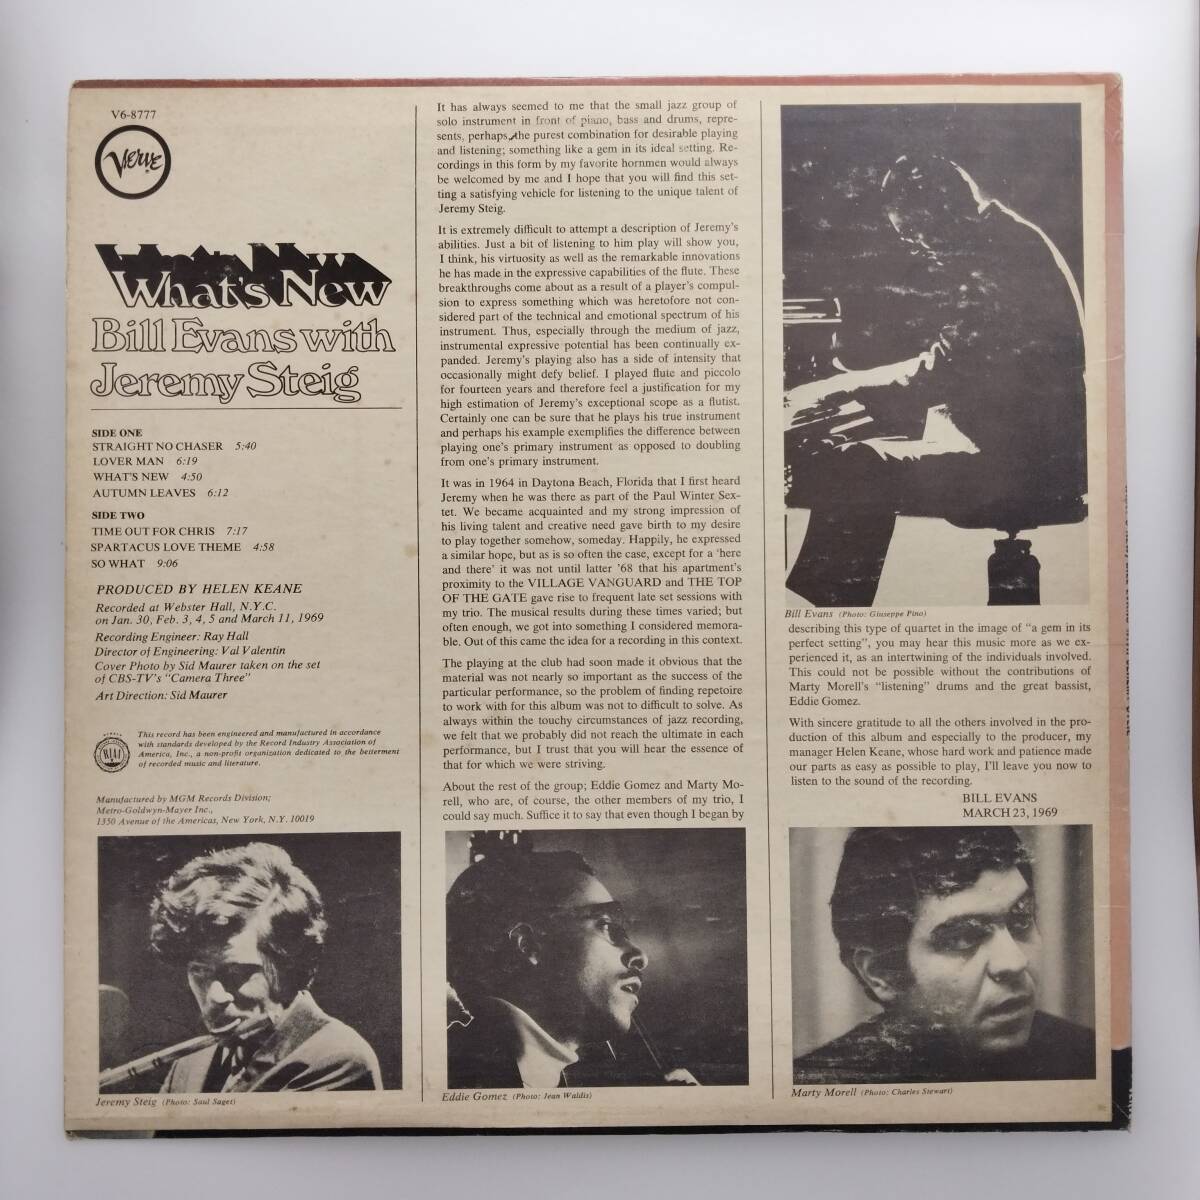 V6-8777
Verve
What's New
What's New
Bill Evans with
Jeremy Steig
SIDE ONE
STRAIGHT NO CHASER 5:40
LOVER MAN 6:19
WHAT'S NEW 4:50
AUTUMN LEAVES 6:12
SIDE TWO
TIME OUT FOR CHRIS 7:17
SPARTACUS LOVE THEME 4:58
SO WHAT 9:06
PRODUCED BY HELEN KEANE
Recorded at Webster Hall, N.Y.C.
on Jan. 30, Feb. 3, 4, 5 and March 11, 1969
Recording Engineer: Ray Hall
Director of Engineering: Val Valentin
Cover Photo by Sid Maurer taken on the set
of CBS-TV's "Camera Three"
Art Direction: Sid Maurer
RIAA
This record has been engineered and manufactured in accordance
with standards developed by the Record Industry Association of
America, Inc., a non-profit organization dedicated to the betterment
of recorded music and literature.
Manufactured by MGM Records Division;
Metro-Goldwyn-Mayer Inc.,
1350 Avenue of the Americas, New York, N.Y. 10019
Jeremy Steig (Photo: Saul Saget)
It has always seemed to me that the small jazz group of
solo instrument in front of piano, bass and drums, repre-
sents, perhaps, the purest combination for desirable playing
and listening; something like a gem in its ideal setting. Re-
cordings in this form by my favorite hornmen would always
be welcomed by me and I hope that you will find this set-
ting a satisfying vehicle for listening to the unique talent of
Jeremy Steig.
It is extremely difficult to attempt a description of Jeremy's
abilities. Just a bit of listening to him play will show you,
I think, his virtuosity as well as the remarkable innovations
he has made in the expressive capabilities of the flute. These
breakthroughs come about as a result of a player's compul-
sion to express something which was heretofore not con-
sidered part of the technical and emotional spectrum of his
instrument. Thus, especially through the medium of jazz,
instrumental expressive potential has been continually ex-
panded. Jeremy's playing also has a side of intensity that
occasionally might defy belief. I played flute and piccolo
for fourteen years and therefore feel a justification for my
high estimation of Jeremy's exceptional scope as a flutist.
Certainly one can be sure that he plays his true instrument
and perhaps his example exemplifies the difference between
playing one's primary instrument as opposed to doubling
from one's primary instrument.
It was in 1964 in Daytona Beach, Florida that I first heard
Jeremy when he was there as part of the Paul Winter Sex-
tet. We became acquainted and my strong impression of
his living talent and creative need gave birth to my desire
to play together somehow, someday. Happily, he expressed
a similar hope, but as is so often the case, except for a 'here
and there' it was not until latter '68 that his apartment's
proximity to the VILLAGE VANGUARD and THE TOP
OF THE GATE gave rise to frequent late set sessions with
my trio. The musical results during these times varied; but
often enough, we got into something I considered memora-
ble. Out of this came the idea for a recording in this context.
The playing at the club had soon made it obvious that the
material was not nearly so important as the success of the
particular performance, so the problem of finding repetoire
to work with for this album was not to difficult to solve. As
always within the touchy circumstances of jazz recording,
we felt that we probably did not reach the ultimate in each
performance, but I trust that you will hear the essence of
that for which we were striving.
About the rest of the group; Eddie Gomez and Marty Mo-
rell, who are, of course, the other members of my trio, I
could say much. Suffice it to say that even though I began by
Eddie Gomez (Photo: Jean Waldis)
Bill Evans (Photo: Giuseppe Pino)
describing this type of quartet in the image of "a gem in its
perfect setting", you may hear this music more as we ex-
perienced it, as an intertwining of the individuals involved.
This could not be possible without the contributions of
Marty Morell's "listening" drums and the great bassist,
Eddie Gomez.
With sincere gratitude to all the others involved in the pro-
duction of this album and especially to the producer, my
manager Helen Keane, whose hard work and patience made
our parts as easy as possible to play, I'll leave you now to
listen to the sound of the recording.
BILL EVANS
MARCH 23, 1969
Marty Morell (Photo: Charles Stewart)